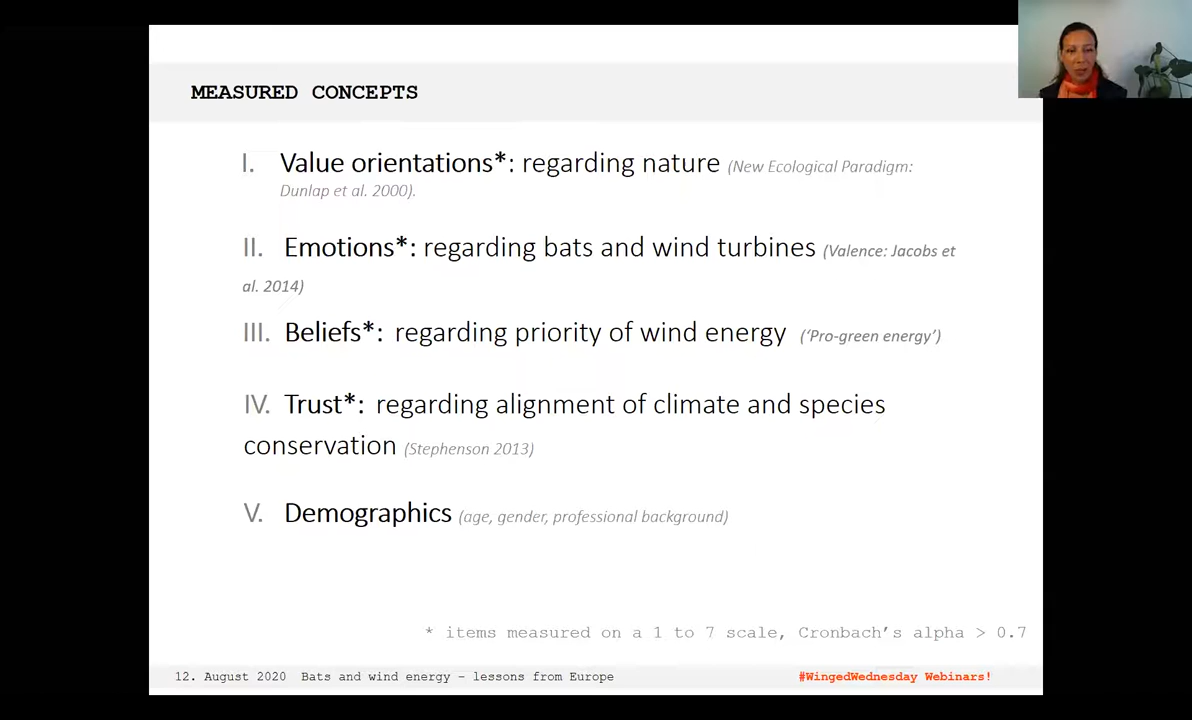 MEASURED CONCEPTS
I. Value orientations*: regarding nature (New Ecological Paradigm:
Dunlap et al. 2000).
II. Emotions*: regarding bats and wind turbines (Valence: Jacobs et
al. 2014)
III. Beliefs*: regarding priority of wind energy (‘Pro-green energy’)
IV. Trust*: regarding alignment of climate and species
conservation (Stephenson 2013)
V. Demographics (age, gender, professional background)
* items measured on a 1 to 7 scale, Cronbach’s alpha > 0.7
12. August 2020 Bats and wind energy – lessons from Europe
#WingedWednesday Webinars!